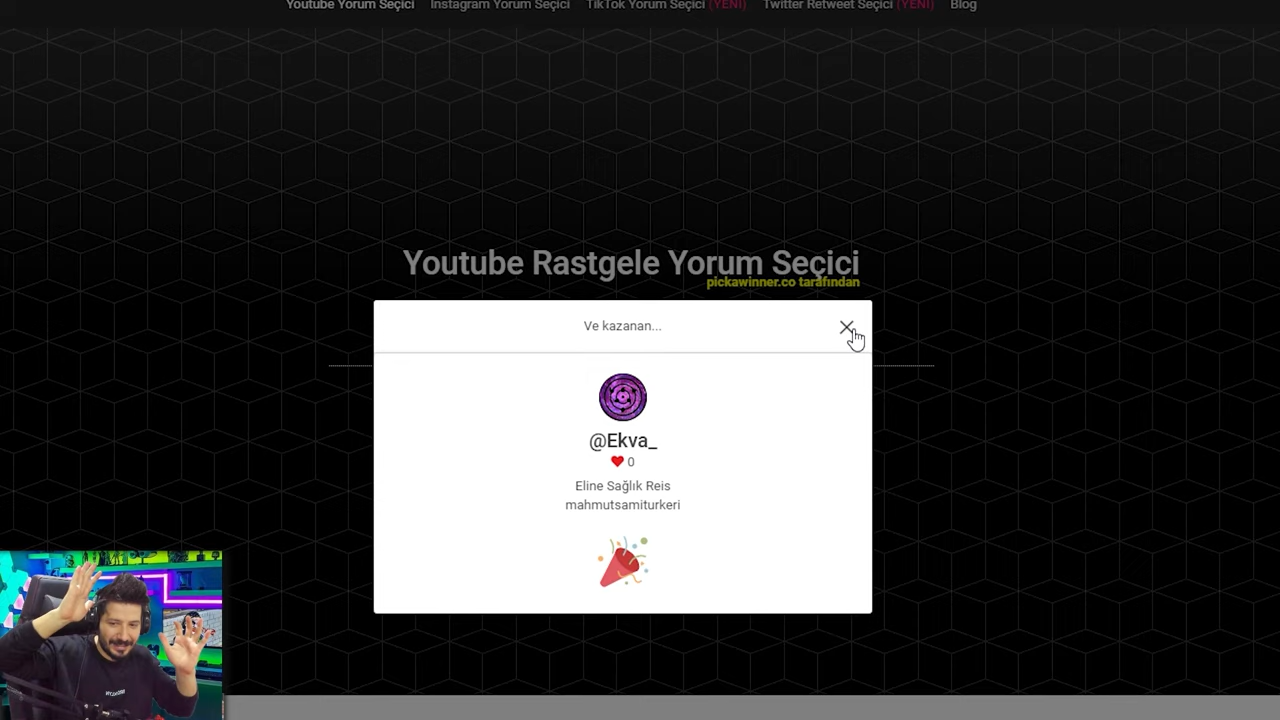 Youtube Yorum Seçici Instagram Yorum Seçici TikTok Yorum Seçici (YENİ) Twitter Retweet Seçici (YENİ) Blog
Youtube Rastgele Yorum Seçici
pickawinner.co tarafından
Ve kazanan...
@Ekva_
0
Eline Sağlık Reis
mahmutsamiturkeri